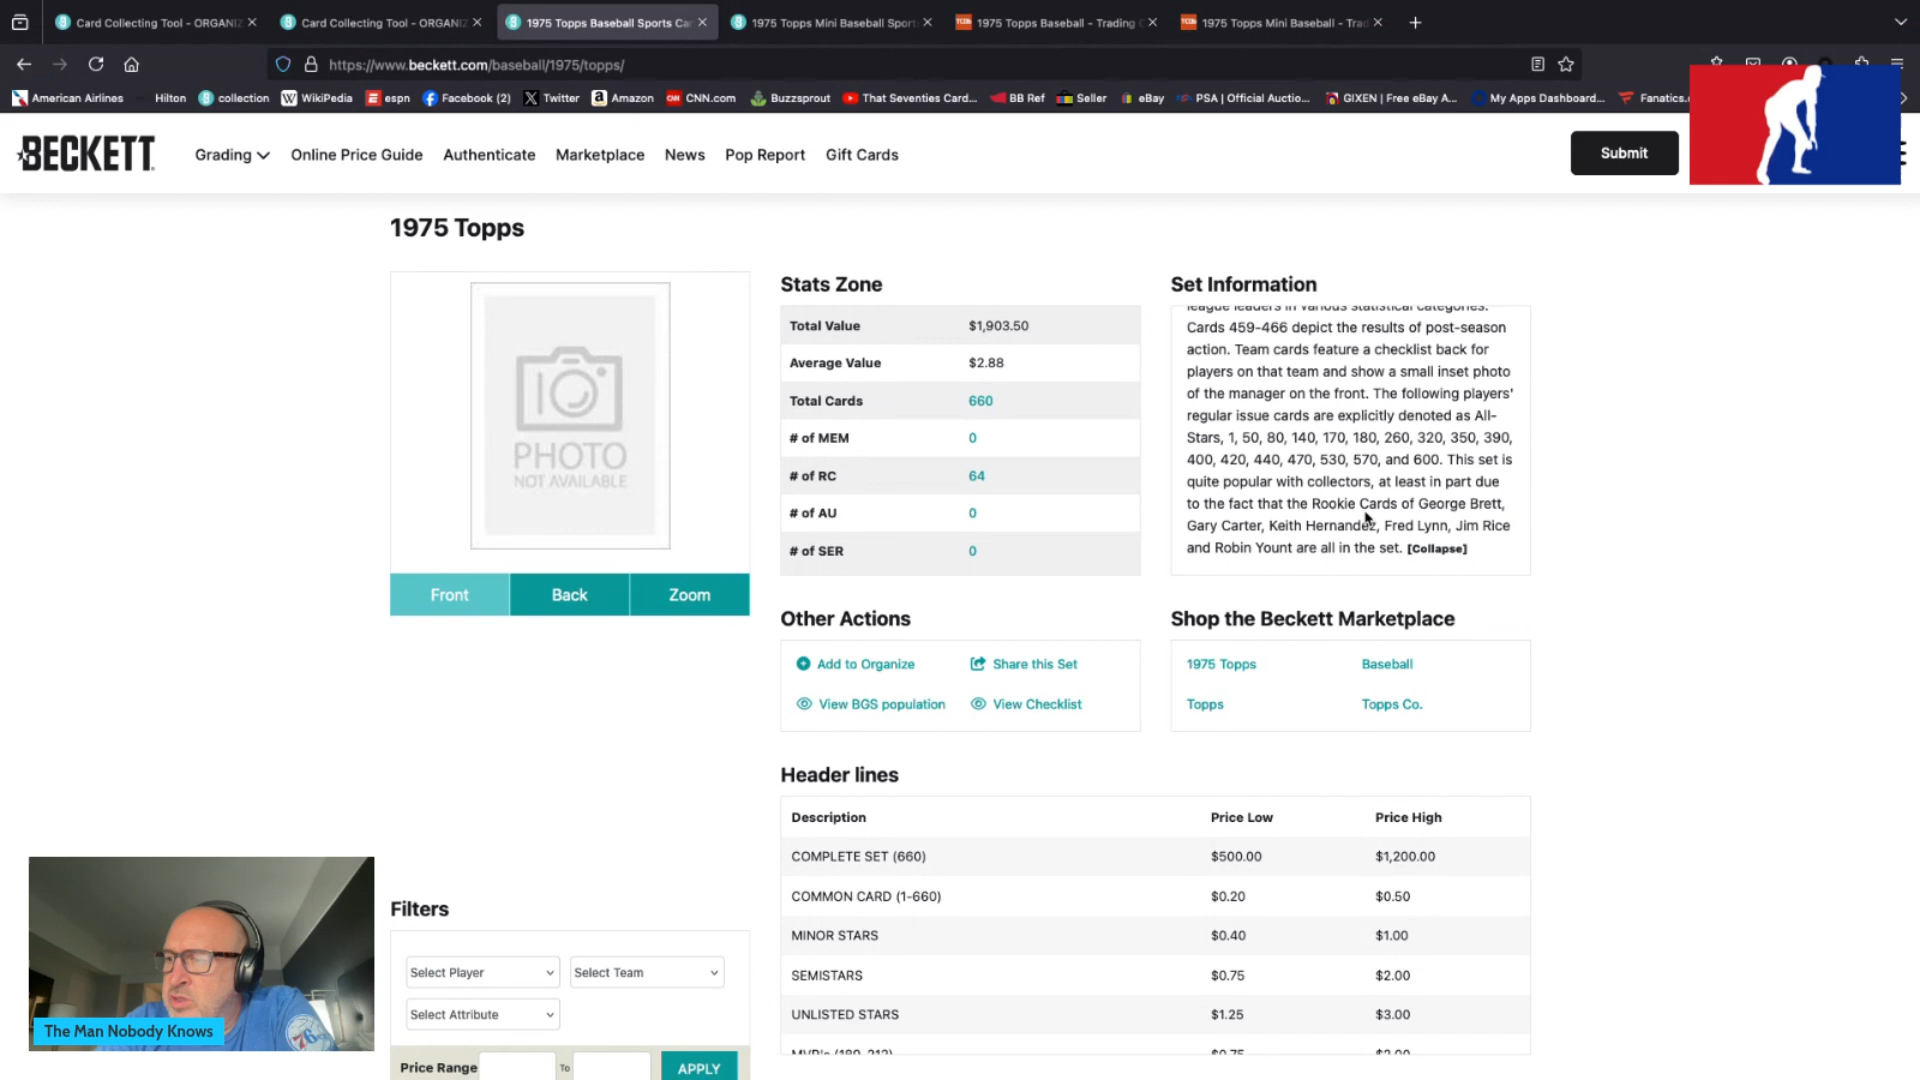 Card Collecting Tool - ORGANIZ
Card Collecting Tool - ORGANIZ
1975 Topps Baseball Sports Ca
1975 Topps Mini Baseball Sport
1975 Topps Baseball - Trading
1975 Topps Mini Baseball - Trad
https://www.beckett.com/baseball/1975/topps/
American Airlines
Hilton
collection
WikiPedia
espn
Facebook (2)
Twitter
Amazon
CNN.com
Buzzsprout
That Seventies Card...
BB Ref
Seller
eBay
PSA | Official Auctio...
GIXEN | Free eBay A...
My Apps Dashboard...
Fanatics.
BECKETT
Grading
Online Price Guide
Authenticate
Marketplace
News
Pop Report
Gift Cards
Submit
1975 Topps
PHOTO
NOT AVAILABLE
Front
Back
Zoom
Stats Zone
Total Value $1,903.50
Average Value $2.88
Total Cards 660
# of MEM 0
# of RC 64
# of AU 0
# of SER 0
Set Information
league leaders in various statistical categories.
Cards 459-466 depict the results of post-season
action. Team cards feature a checklist back for
players on that team and show a small inset photo
of the manager on the front. The following players'
regular issue cards are explicitly denoted as All-
Stars, 1, 50, 80, 140, 170, 180, 260, 320, 350, 390,
400, 420, 440, 470, 530, 570, and 600. This set is
quite popular with collectors, at least in part due
to the fact that the Rookie Cards of George Brett,
Gary Carter, Keith Hernandez, Fred Lynn, Jim Rice
and Robin Yount are all in the set. [Collapse]
Other Actions
Add to Organize
Share this Set
View BGS population
View Checklist
Shop the Beckett Marketplace
1975 Topps
Baseball
Topps
Topps Co.
Header lines
Description Price Low Price High
COMPLETE SET (660) $500.00 $1,200.00
COMMON CARD (1-660) $0.20 $0.50
MINOR STARS $0.40 $1.00
SEMISTARS $0.75 $2.00
UNLISTED STARS $1.25 $3.00
MVP's (189-212) $0.75 $2.00
Filters
Select Player
Select Team
Select Attribute
Price Range
To
APPLY
The Man Nobody Knows